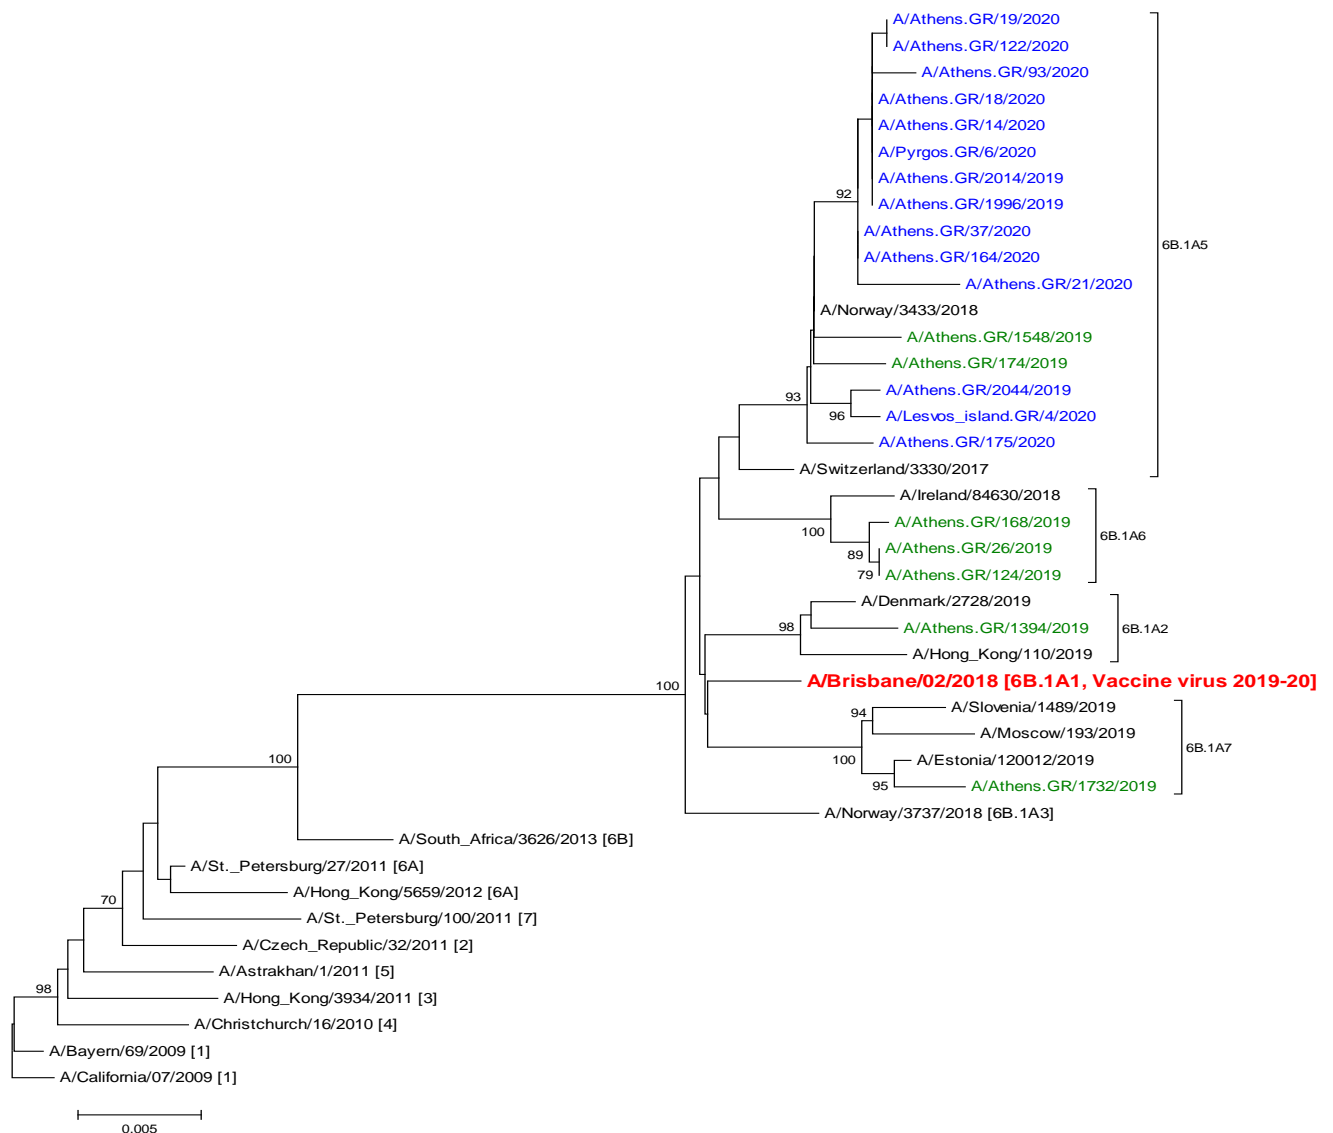 A/Athens.GR/19/2020
A/Athens.GR/122/2020
A/Athens.GR/93/2020
A/Athens.GR/18/2020
A/Athens.GR/14/2020
A/Pyrgos.GR/6/2020
A/Athens.GR/2014/2019
92
A/Athens.GR/1996/2019
A/Athens.GR/37/2020
6B.1A5
A/Athens.GR/164/2020
A/Athens.GR/21/2020
A/Norway/3433/2018
A/Athens.GR/1548/2019
A/Athens.GR/174/2019
A/Athens.GR/2044/2019
93
96
A/Lesvos_island.GR/4/2020
A/Athens.GR/175/2020
A/Switzerland/3330/2017
A/Ireland/84630/2018
A/Athens.GR/168/2019
100
6B.1A6
A/Athens.GR/26/2019
89
A/Athens.GR/124/2019
79
A/Denmark/2728/2019
A/Athens.GR/1394/2019
98
6B.1A2
A/Hong_Kong/110/2019
A/Brisbane/02/2018 [6B.1A1, Vaccine virus 2019-20]
100
A/Slovenia/1489/2019
94
A/Moscow/193/2019
6B.1A7
A/Estonia/120012/2019
100
A/Athens.GR/1732/2019
95
100
A/Norway/3737/2018 [6B.1A3]
A/South_Africa/3626/2013 [6B]
A/St._Petersburg/27/2011 [6A]
A/Hong_Kong/5659/2012 [6A]
70
A/St._Petersburg/100/2011 [7]
A/Czech_Republic/32/2011 [2]
A/Astrakhan/1/2011 [5]
98
A/Hong_Kong/3934/2011 [3]
A/Christchurch/16/2010 [4]
A/Bayern/69/2009 [1]
A/California/07/2009 [1]
0.005